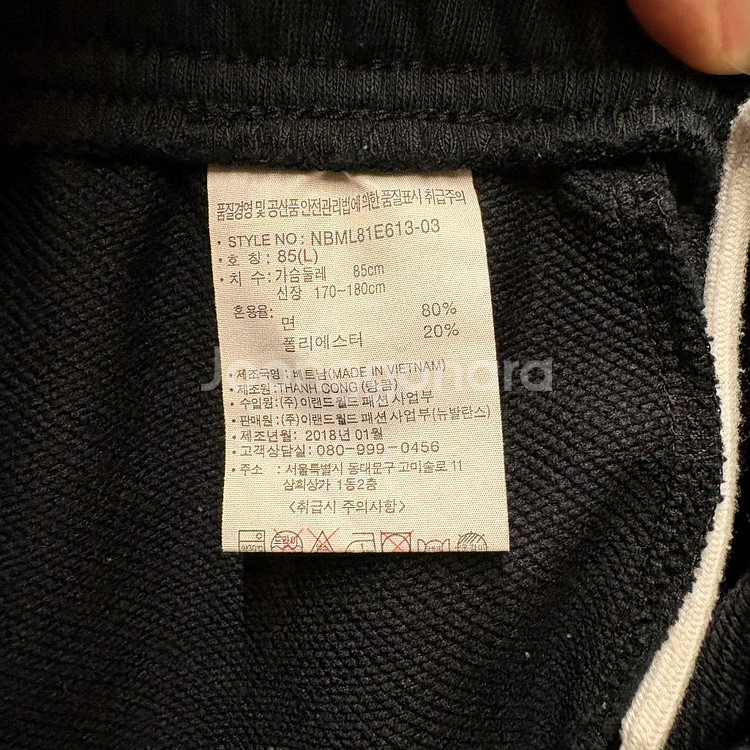 품질경영 및 공산품 안전관리법에 의한 품질표시 취급주의
· STYLE NO : NBML81E613-03
· 호 칭 : 85(L)
· 치 수 : 가슴둘레 85cm
신장 170~180cm
혼용율:
면 80%
폴리에스터 20%
· 제조국명 : 베트남(MADE IN VIETNAM)
· 제조원: THANH CONG (탕콩)
· 수입원: (주)이랜드월드 패션 사업부
· 판매원: (주)이랜드월드 패션사업부(뉴발란스)
· 제조년월: 2018년 01월
· 고객상담실: 080-999-0456
· 주소 : 서울특별시 동대문구 고미술로 11
삼희상가 1동2층
<취급시 주의사항>